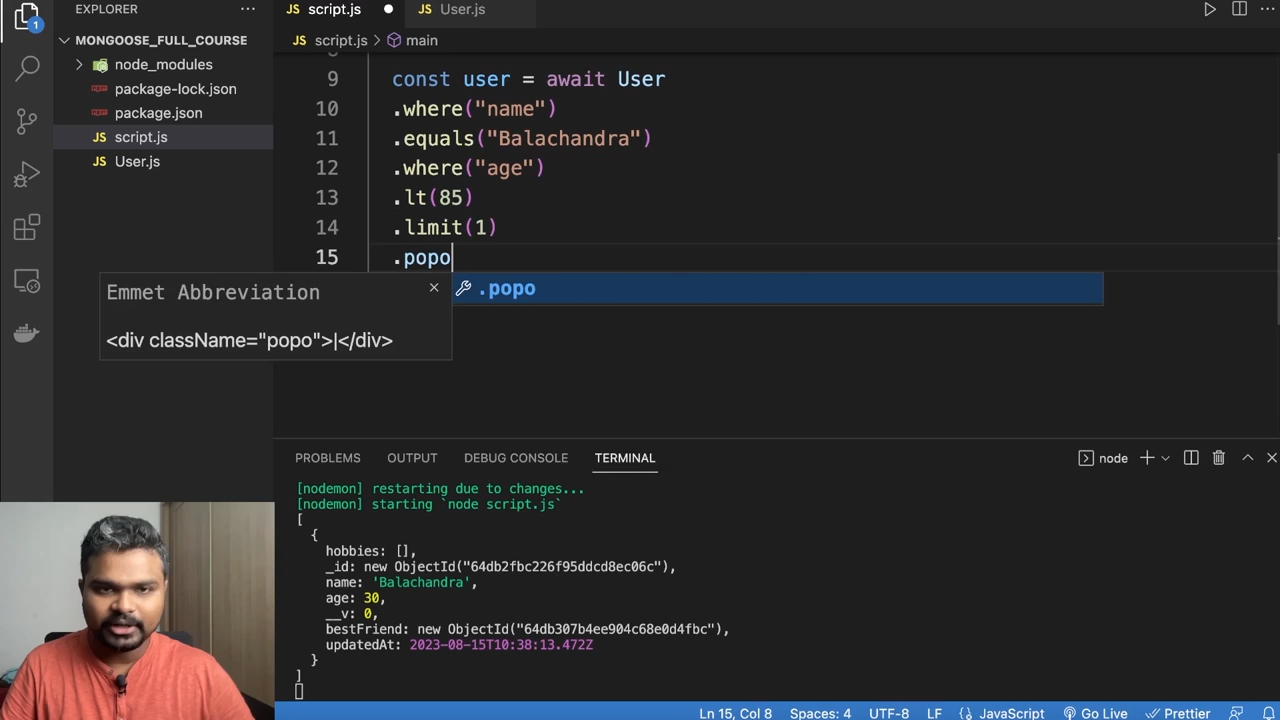 EXPLORER
script.js
User.js
1
MONGOOSE_FULL_COURSE
script.js > main
node_modules
package-lock.json
package.json
JS script.js
JS User.js
9 const user = await User
10 .where("name")
11 .equals("Balachandra")
12 .where("age")
13 .lt(85)
14 .limit(1)
15 .popo
Emmet Abbreviation
<div className="popo">|</div>
.popo
PROBLEMS OUTPUT DEBUG CONSOLE TERMINAL
node
[nodemon] restarting due to changes...
[nodemon] starting `node script.js`
[
{
hobbies: [],
_id: new ObjectId("64db2fbc226f95ddcd8ec06c"),
name: 'Balachandra',
age: 30,
__v: 0,
bestFriend: new ObjectId("64db307b4ee904c68e0d4fbc"),
updatedAt: 2023-08-15T10:38:13.472Z
}
]
Ln 15, Col 8 Spaces: 4 UTF-8 LF {} JavaScript Go Live Prettier